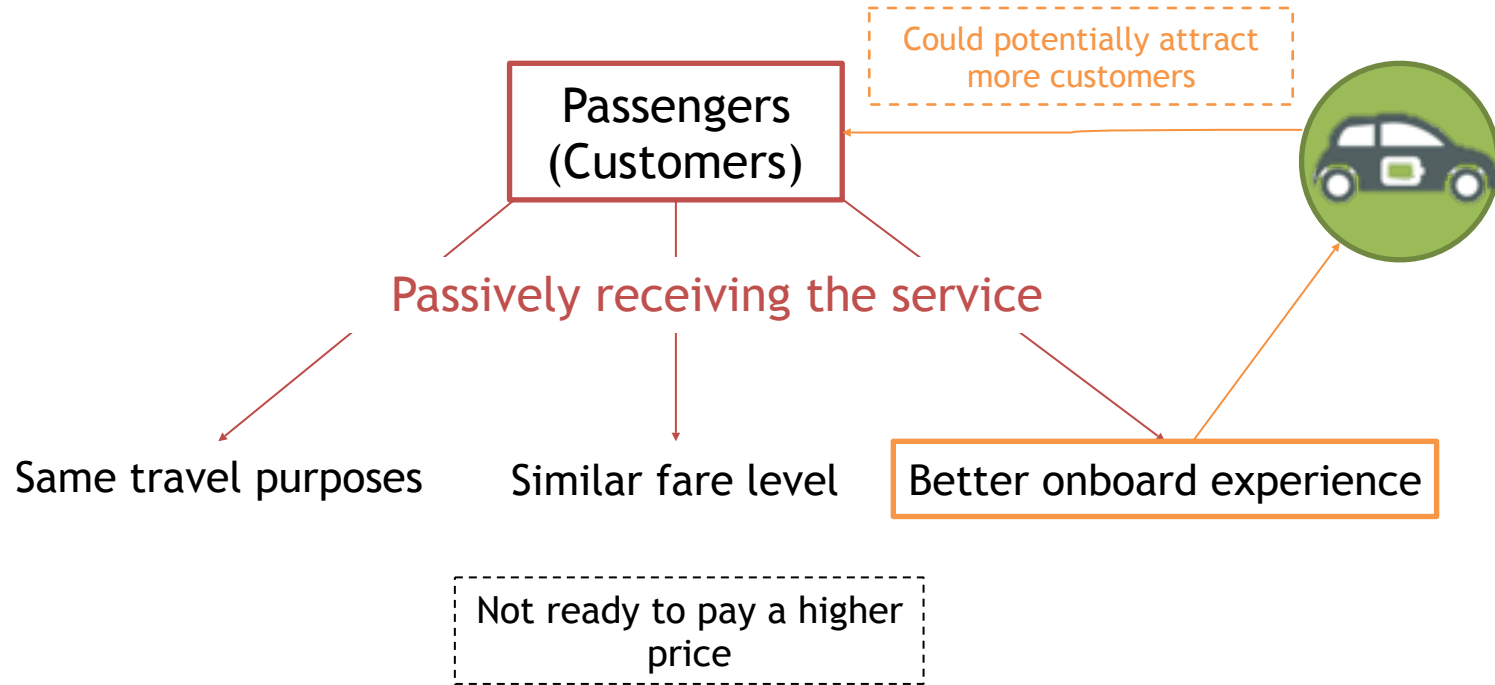 Could potentially attract
more customers
Passengers
(Customers)
Passively receiving the service
Same travel purposes
Similar fare level
Better onboard experience
Not ready to pay a higher
price